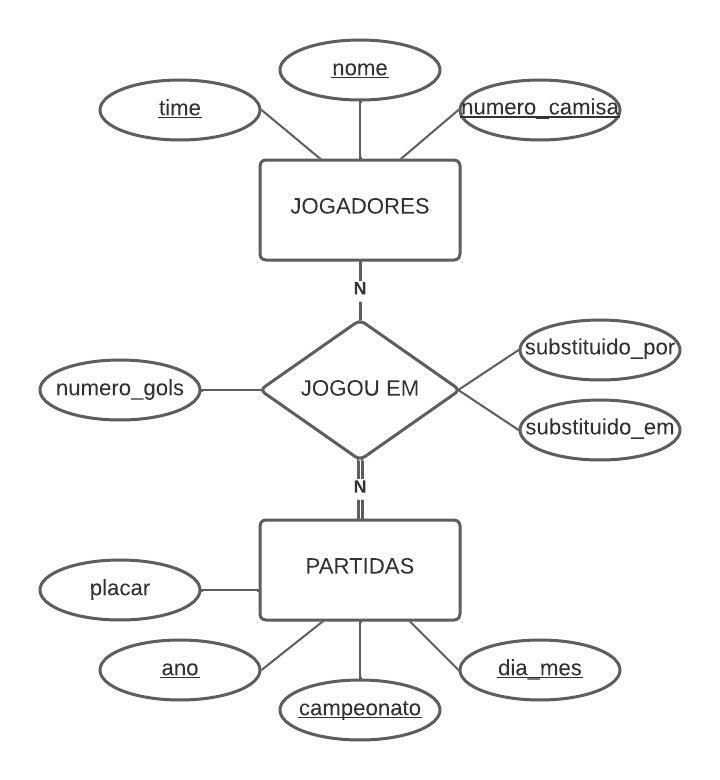 nome
time
numero_camisa
JOGADORES
N
substituido_por
numero_gols
JOGOU EM
substituido_em
N
PARTIDAS
placar
ano
dia_mes
campeonato